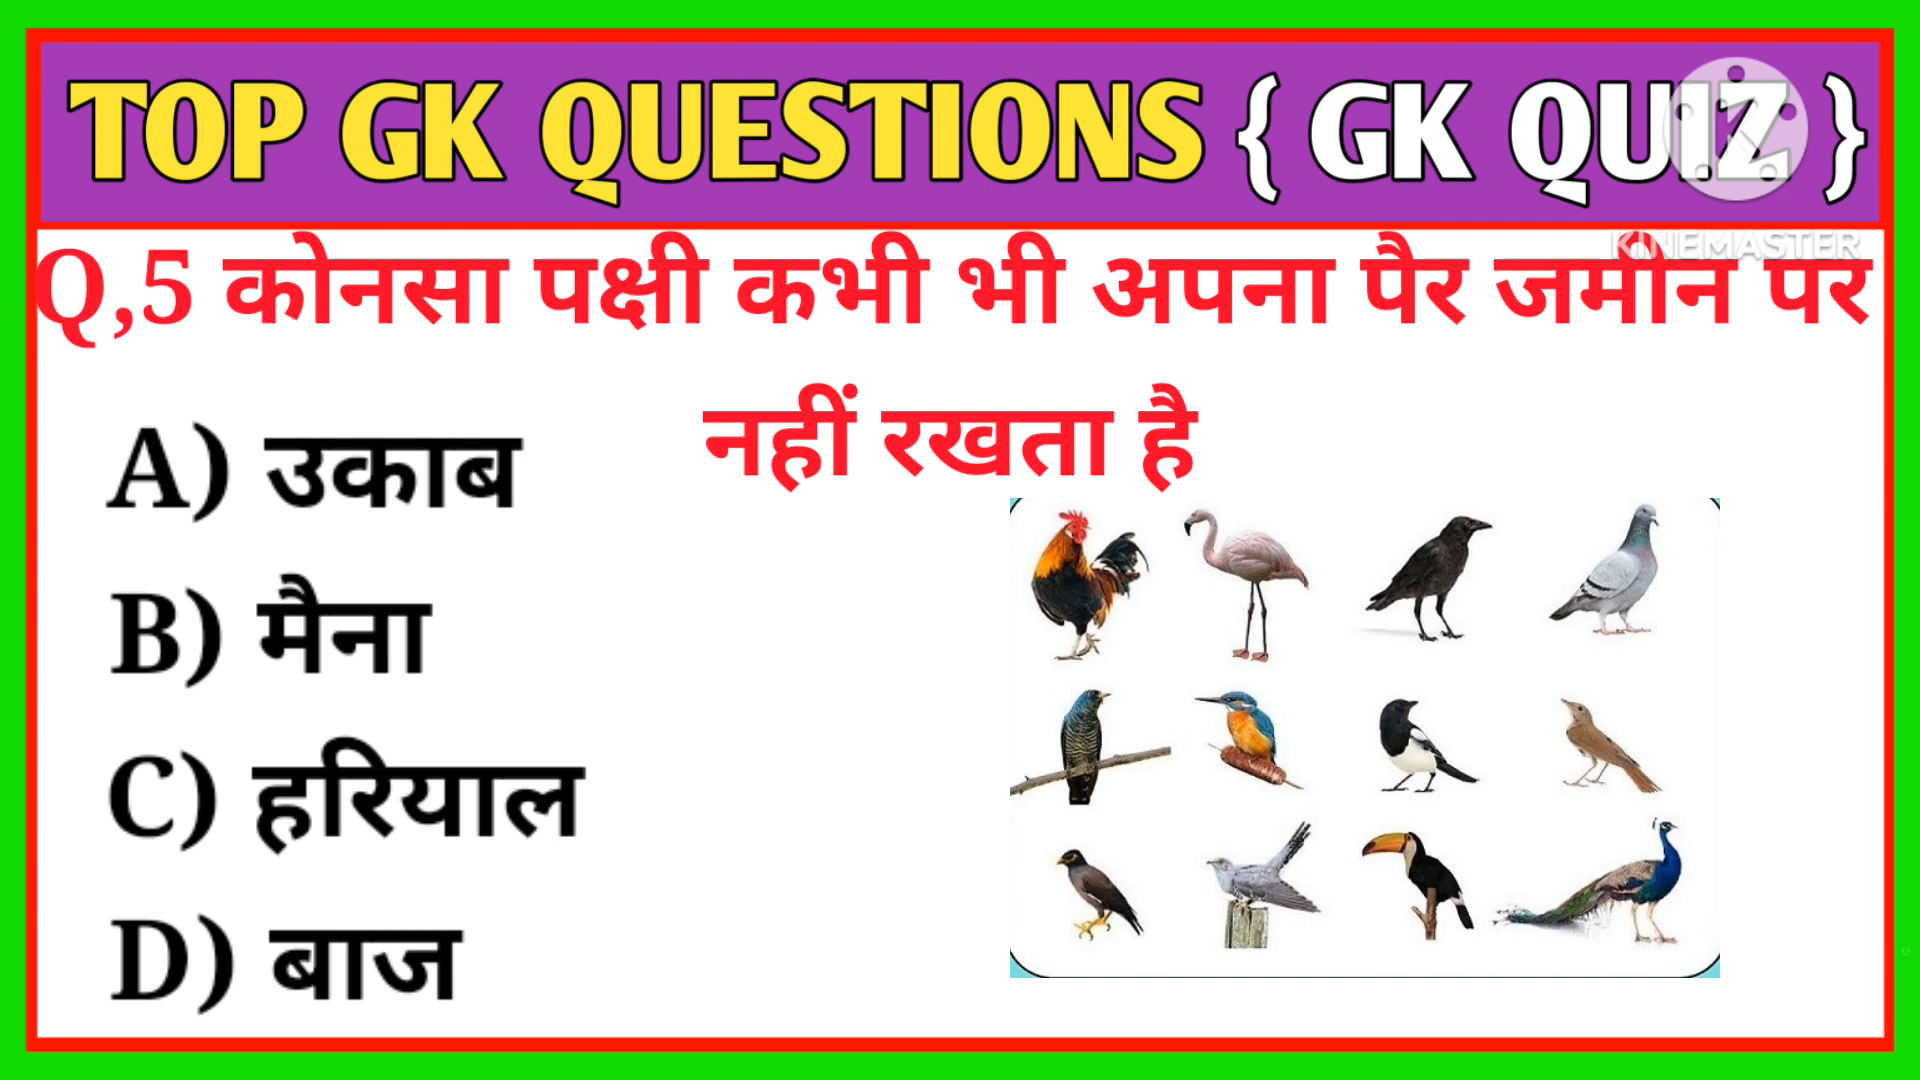 TOP GK QUESTIONS { GK QUIZ }
KINEMASTER
Q,5 कोनसा पक्षी कभी भी अपना पैर जमीन पर
नहीं रखता है
A) उकाब
B) मैना
C) हरियाल
D) बाज